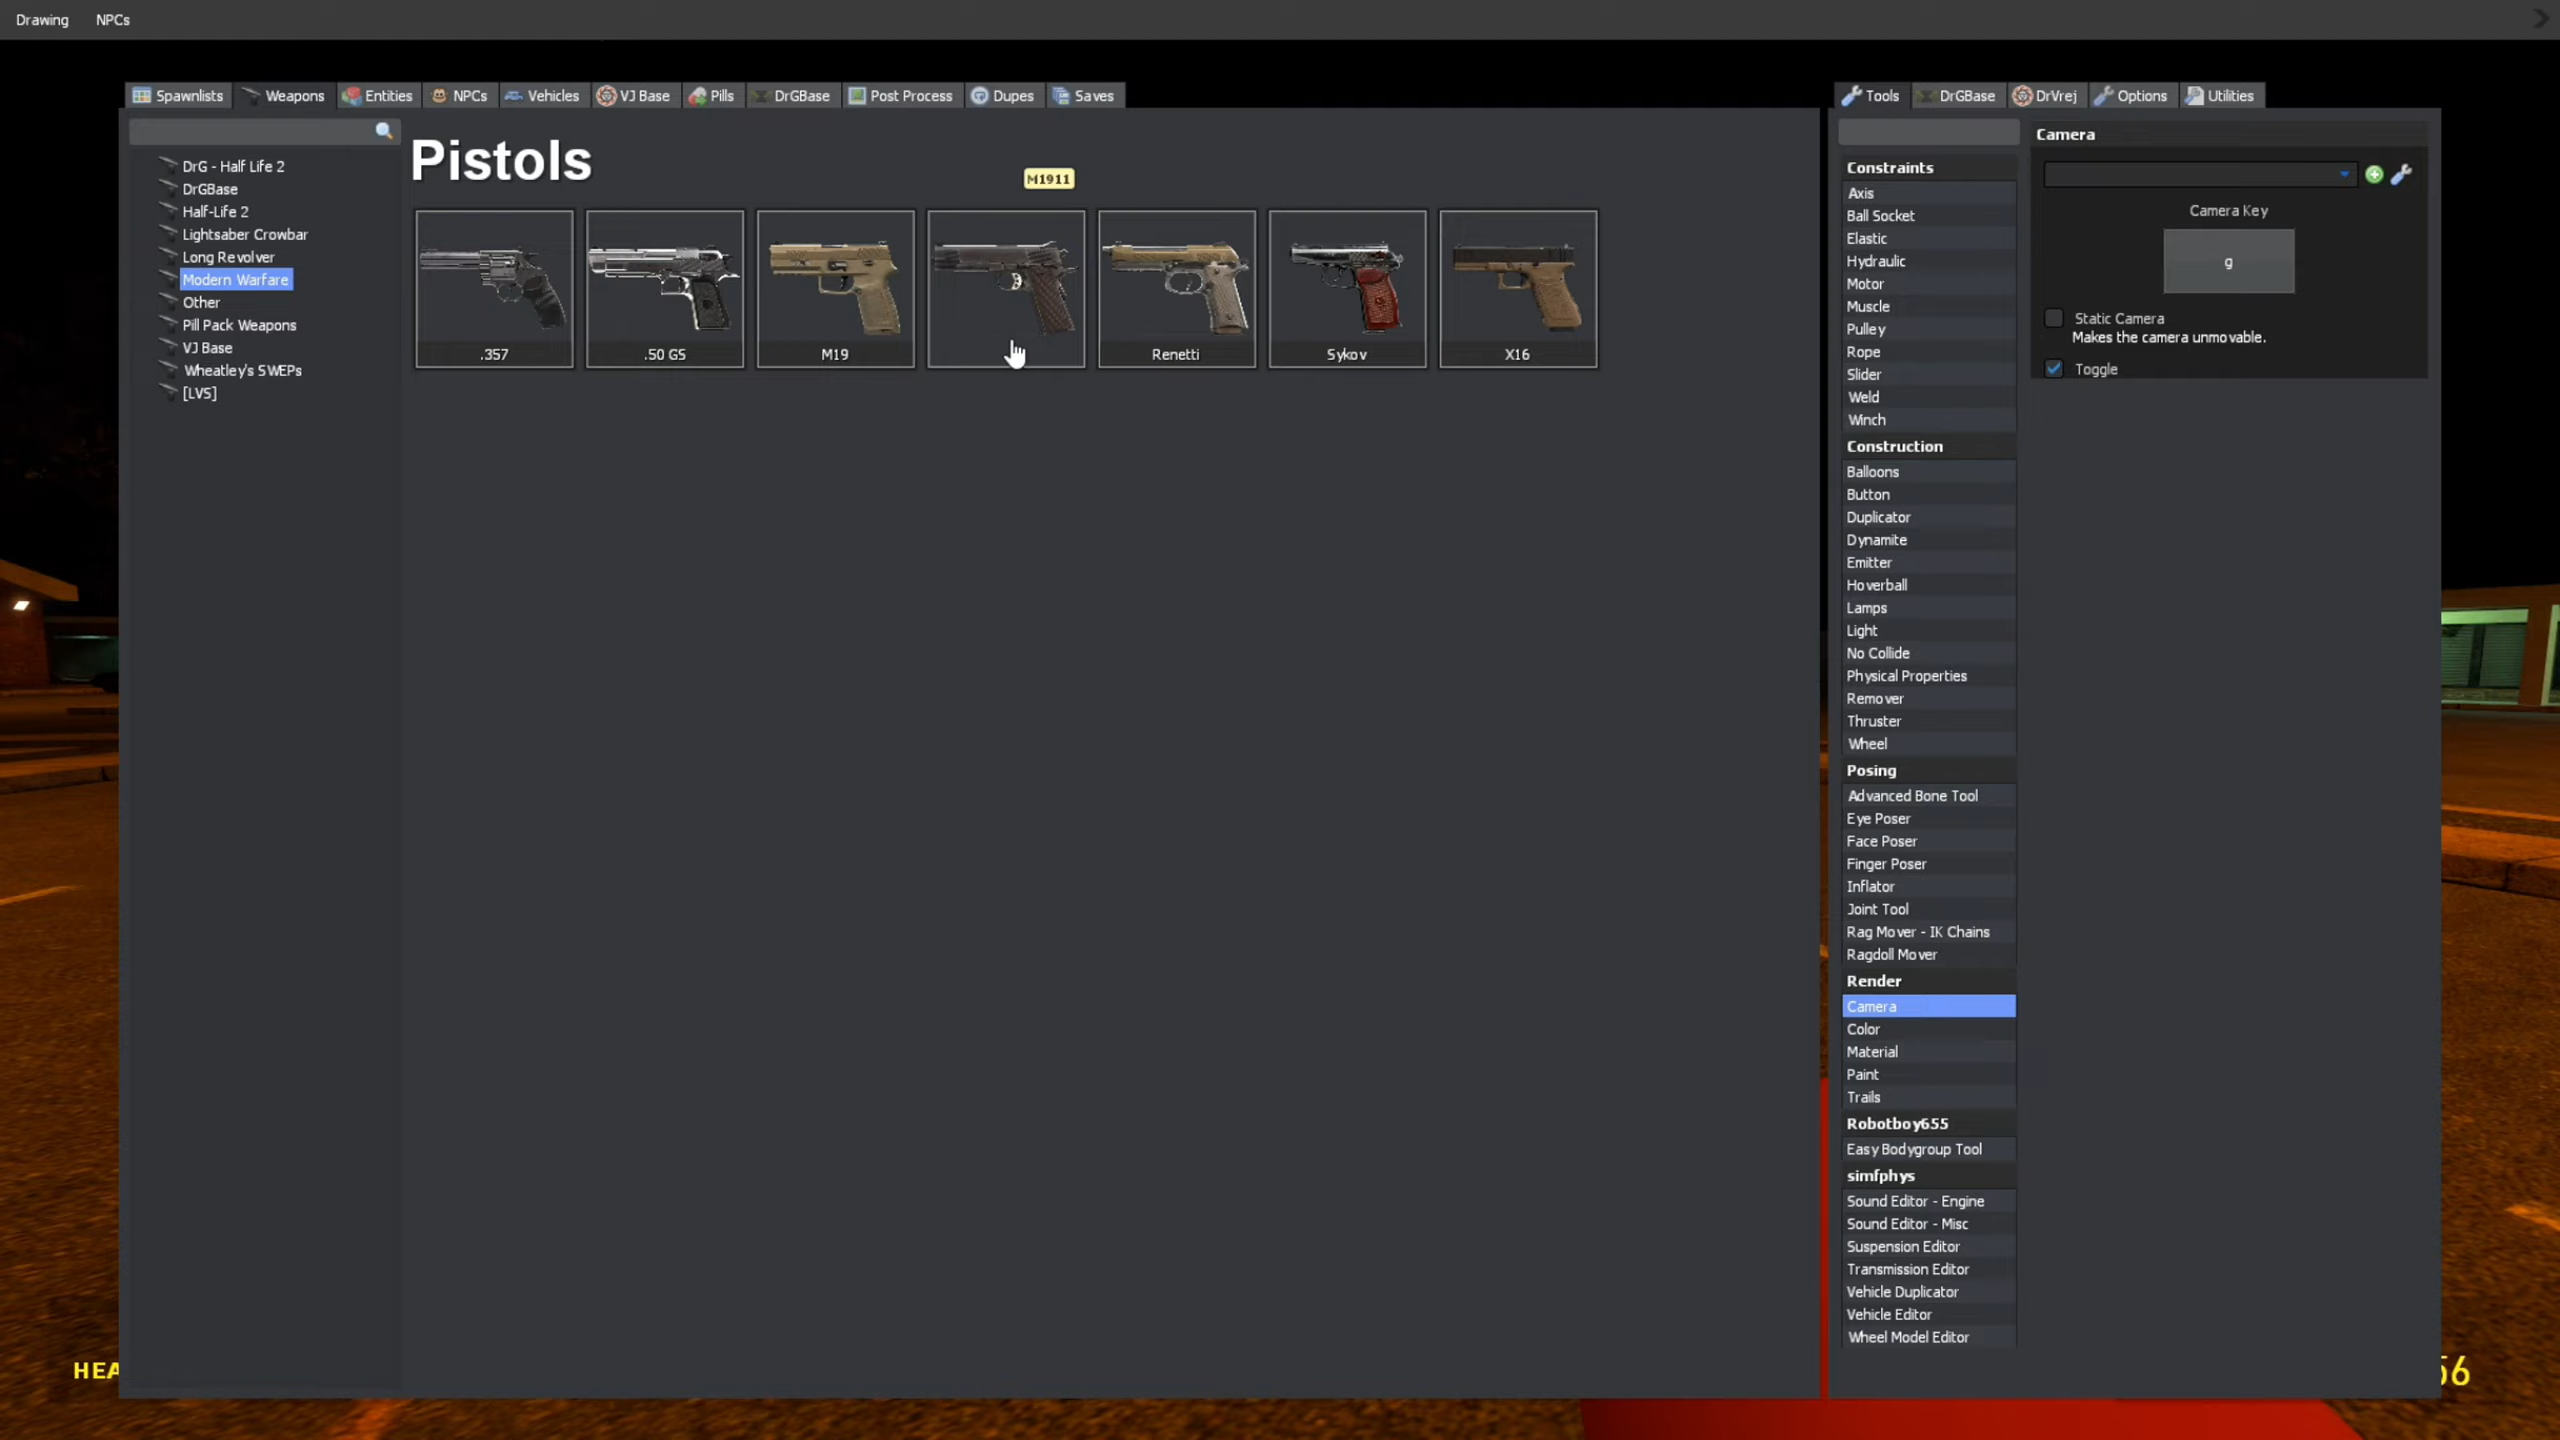 Drawing NPCs
Spawnlists Weapons Entities NPCs Vehicles VJ Base Pills DrGBase Post Process Dupes Saves
DrG - Half Life 2
DrGBase
Half-Life 2
Lightsaber Crowbar
Long Revolver
Modern Warfare
Other
Pill Pack Weapons
VJ Base
Wheatley's SWEPs
[LVS]
Pistols
M1911
.357 .50 GS M19 Renetti Sykov X16
Tools DrGBase DrVrej Options Utilities
Constraints
Axis
Ball Socket
Elastic
Hydraulic
Motor
Muscle
Pulley
Rope
Slider
Weld
Winch
Construction
Balloons
Button
Duplicator
Dynamite
Emitter
Hoverball
Lamps
Light
No Collide
Physical Properties
Remover
Thruster
Wheel
Posing
Advanced Bone Tool
Eye Poser
Face Poser
Finger Poser
Inflator
Joint Tool
Rag Mover - IK Chains
Ragdoll Mover
Render
Camera
Color
Material
Paint
Trails
Robotboy655
Easy Bodygroup Tool
simfphys
Sound Editor - Engine
Sound Editor - Misc
Suspension Editor
Transmission Editor
Vehicle Duplicator
Vehicle Editor
Wheel Model Editor
Camera
Camera Key
g
Static Camera
Makes the camera unmovable.
Toggle
HEA